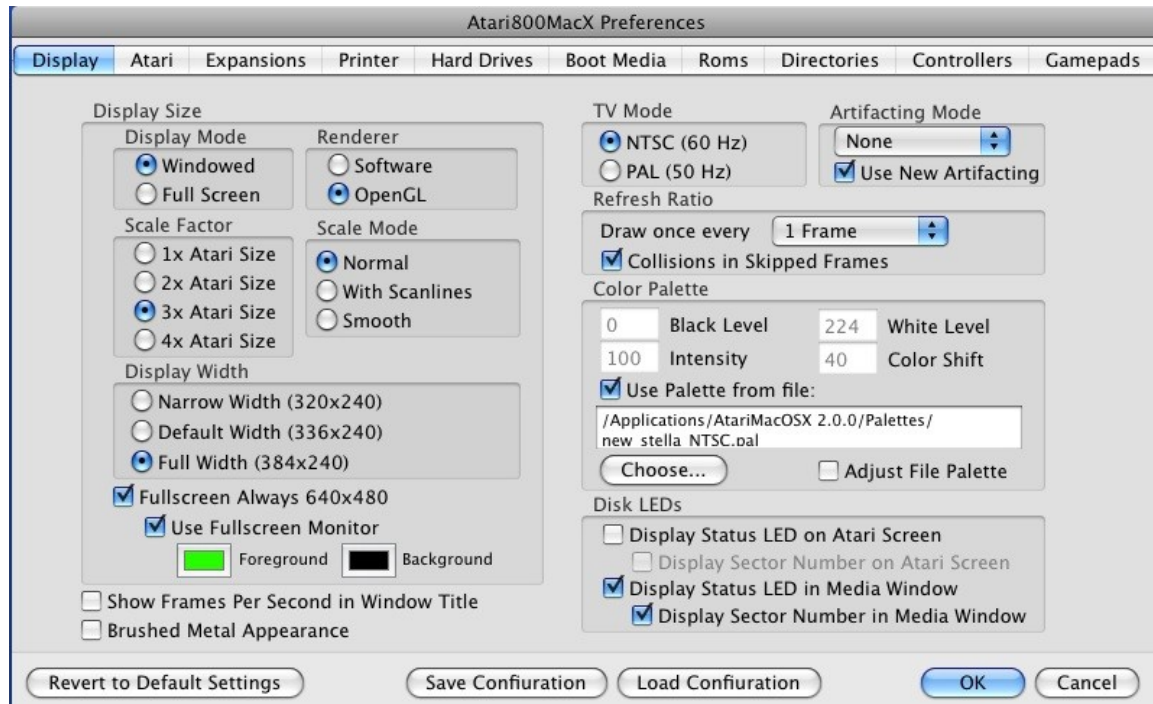 Atari800MacX Preferences
Display Atari Expansions Printer Hard Drives Boot Media Roms Directories Controllers Gamepads
Display Size
Display Mode
Windowed
Full Screen
Renderer
Software
OpenGL
Scale Factor
1x Atari Size
2x Atari Size
3x Atari Size
4x Atari Size
Scale Mode
Normal
With Scanlines
Smooth
Display Width
Narrow Width (320x240)
Default Width (336x240)
Full Width (384x240)
Fullscreen Always 640x480
Use Fullscreen Monitor
Foreground Background
Show Frames Per Second in Window Title
Brushed Metal Appearance
TV Mode
NTSC (60 Hz)
PAL (50 Hz)
Artifacting Mode
None
Use New Artifacting
Refresh Ratio
Draw once every 1 Frame
Collisions in Skipped Frames
Color Palette
0 Black Level 224 White Level
100 Intensity 40 Color Shift
Use Palette from file:
/Applications/AtariMacOSX 2.0.0/Palettes/
new_stella_NTSC.pal
Choose... Adjust File Palette
Disk LEDs
Display Status LED on Atari Screen
Display Sector Number on Atari Screen
Display Status LED in Media Window
Display Sector Number in Media Window
Revert to Default Settings Save Confiuration Load Confiuration OK Cancel